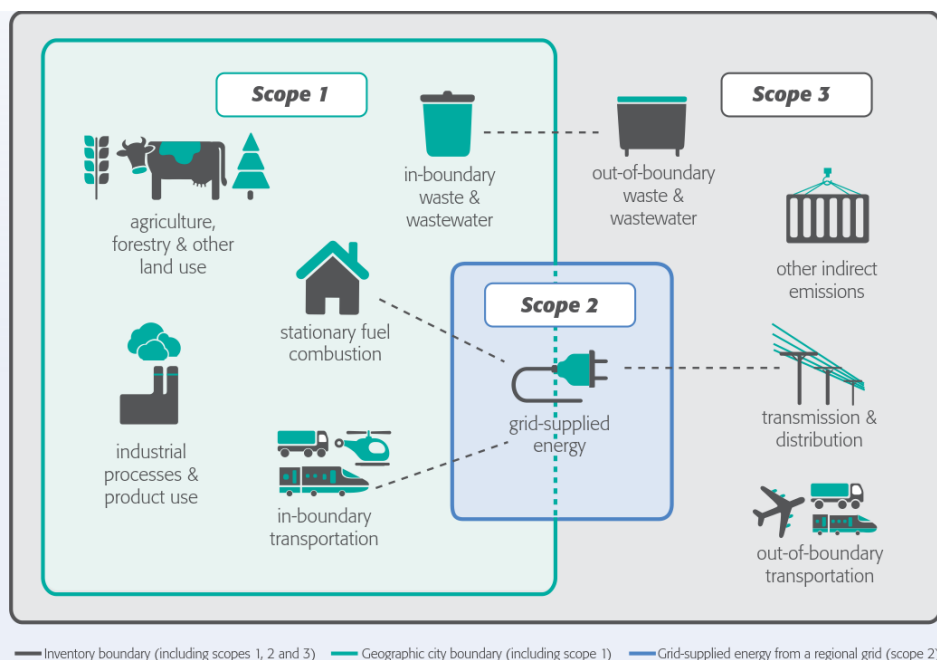 Scope 1
Scope 3
in-boundary
waste &
wastewater
out-of-boundary
waste &
wastewater
agriculture,
forestry & other
land use
other indirect
emissions
Scope 2
stationary fuel
combustion
grid-supplied
energy
transmission &
distribution
industrial
processes &
product use
in-boundary
transportation
out-of-boundary
transportation
Inventory boundary (including scopes 1, 2 and 3) Geographic city boundary (including scope 1) Grid-supplied energy from a regional grid (scope 2)